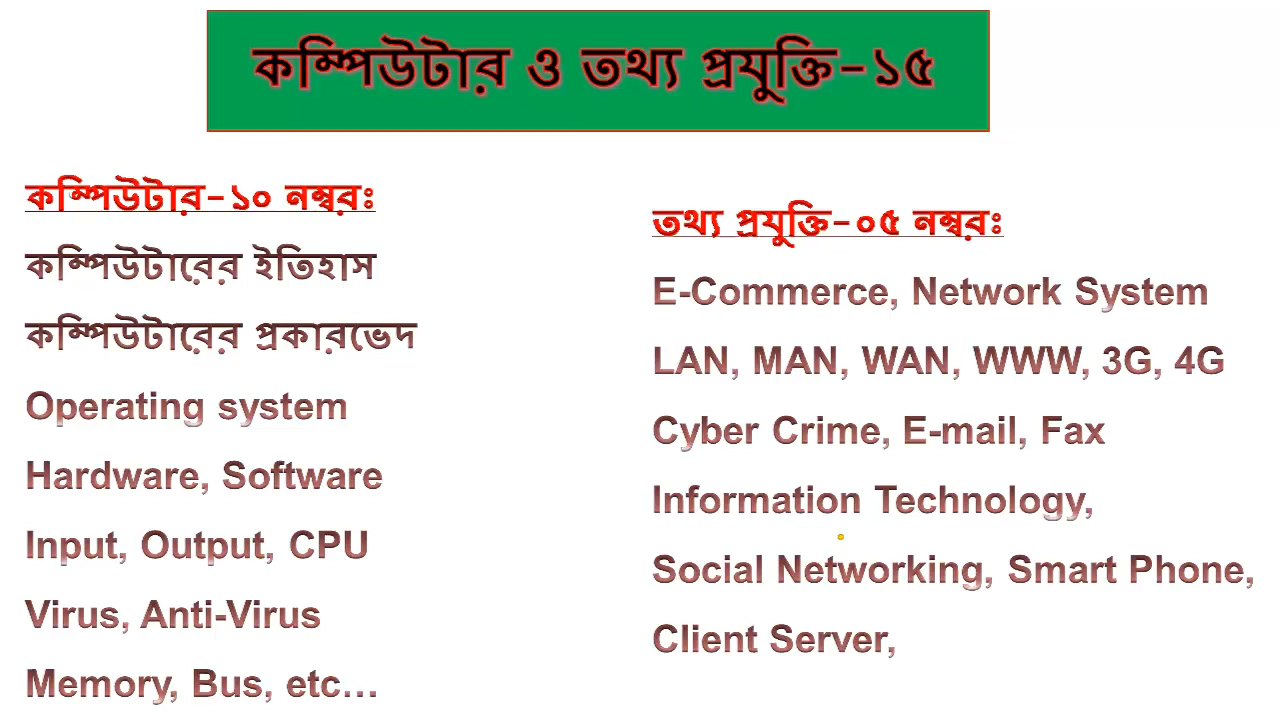 কম্পিউটার ও তথ্য প্রযুক্তি-১৫
কম্পিউটার-১০ নম্বরঃ
কম্পিউটারের ইতিহাস
কম্পিউটারের প্রকারভেদ
Operating system
Hardware, Software
Input, Output, CPU
Virus, Anti-Virus
Memory, Bus, etc...
তথ্য প্রযুক্তি-০৫ নম্বরঃ
E-Commerce, Network System
LAN, MAN, WAN, WWW, 3G, 4G
Cyber Crime, E-mail, Fax
Information Technology,
Social Networking, Smart Phone,
Client Server,